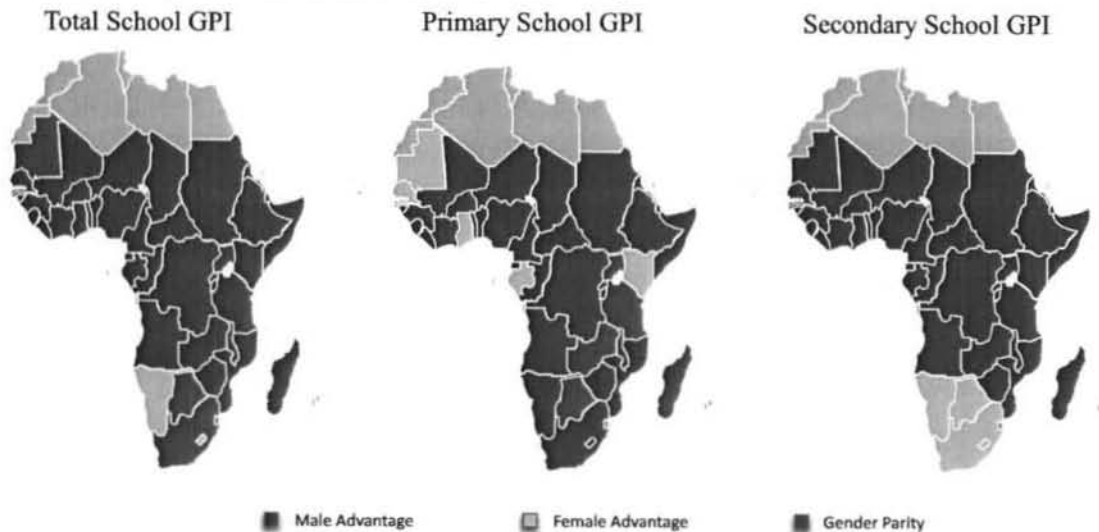 Total School GPI
Primary School GPI
Secondary School GPI
Male Advantage
Female Advantage
Gender Parity